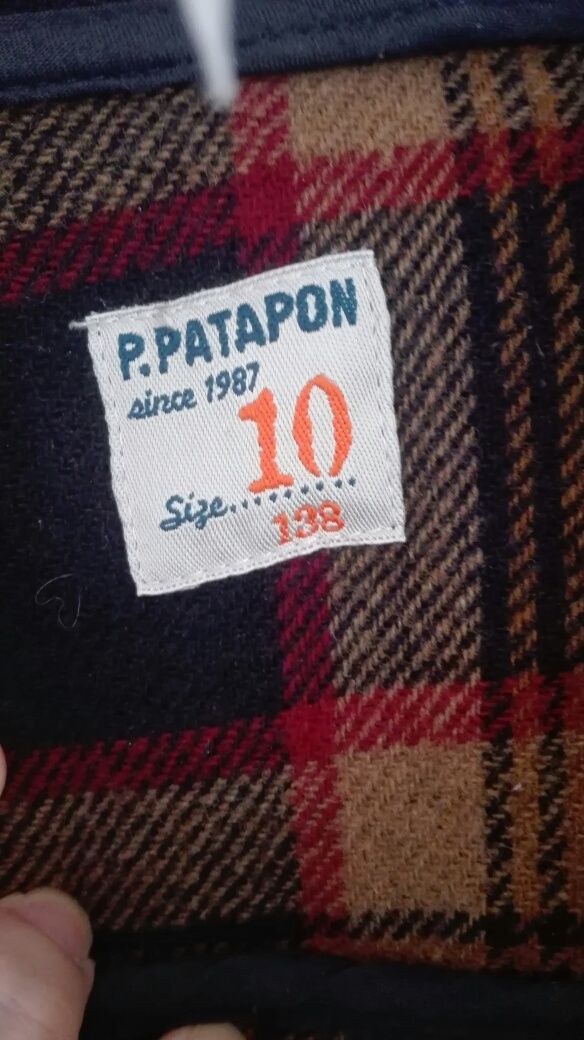 P.PATAPON
since 1987
10
Size.........
138